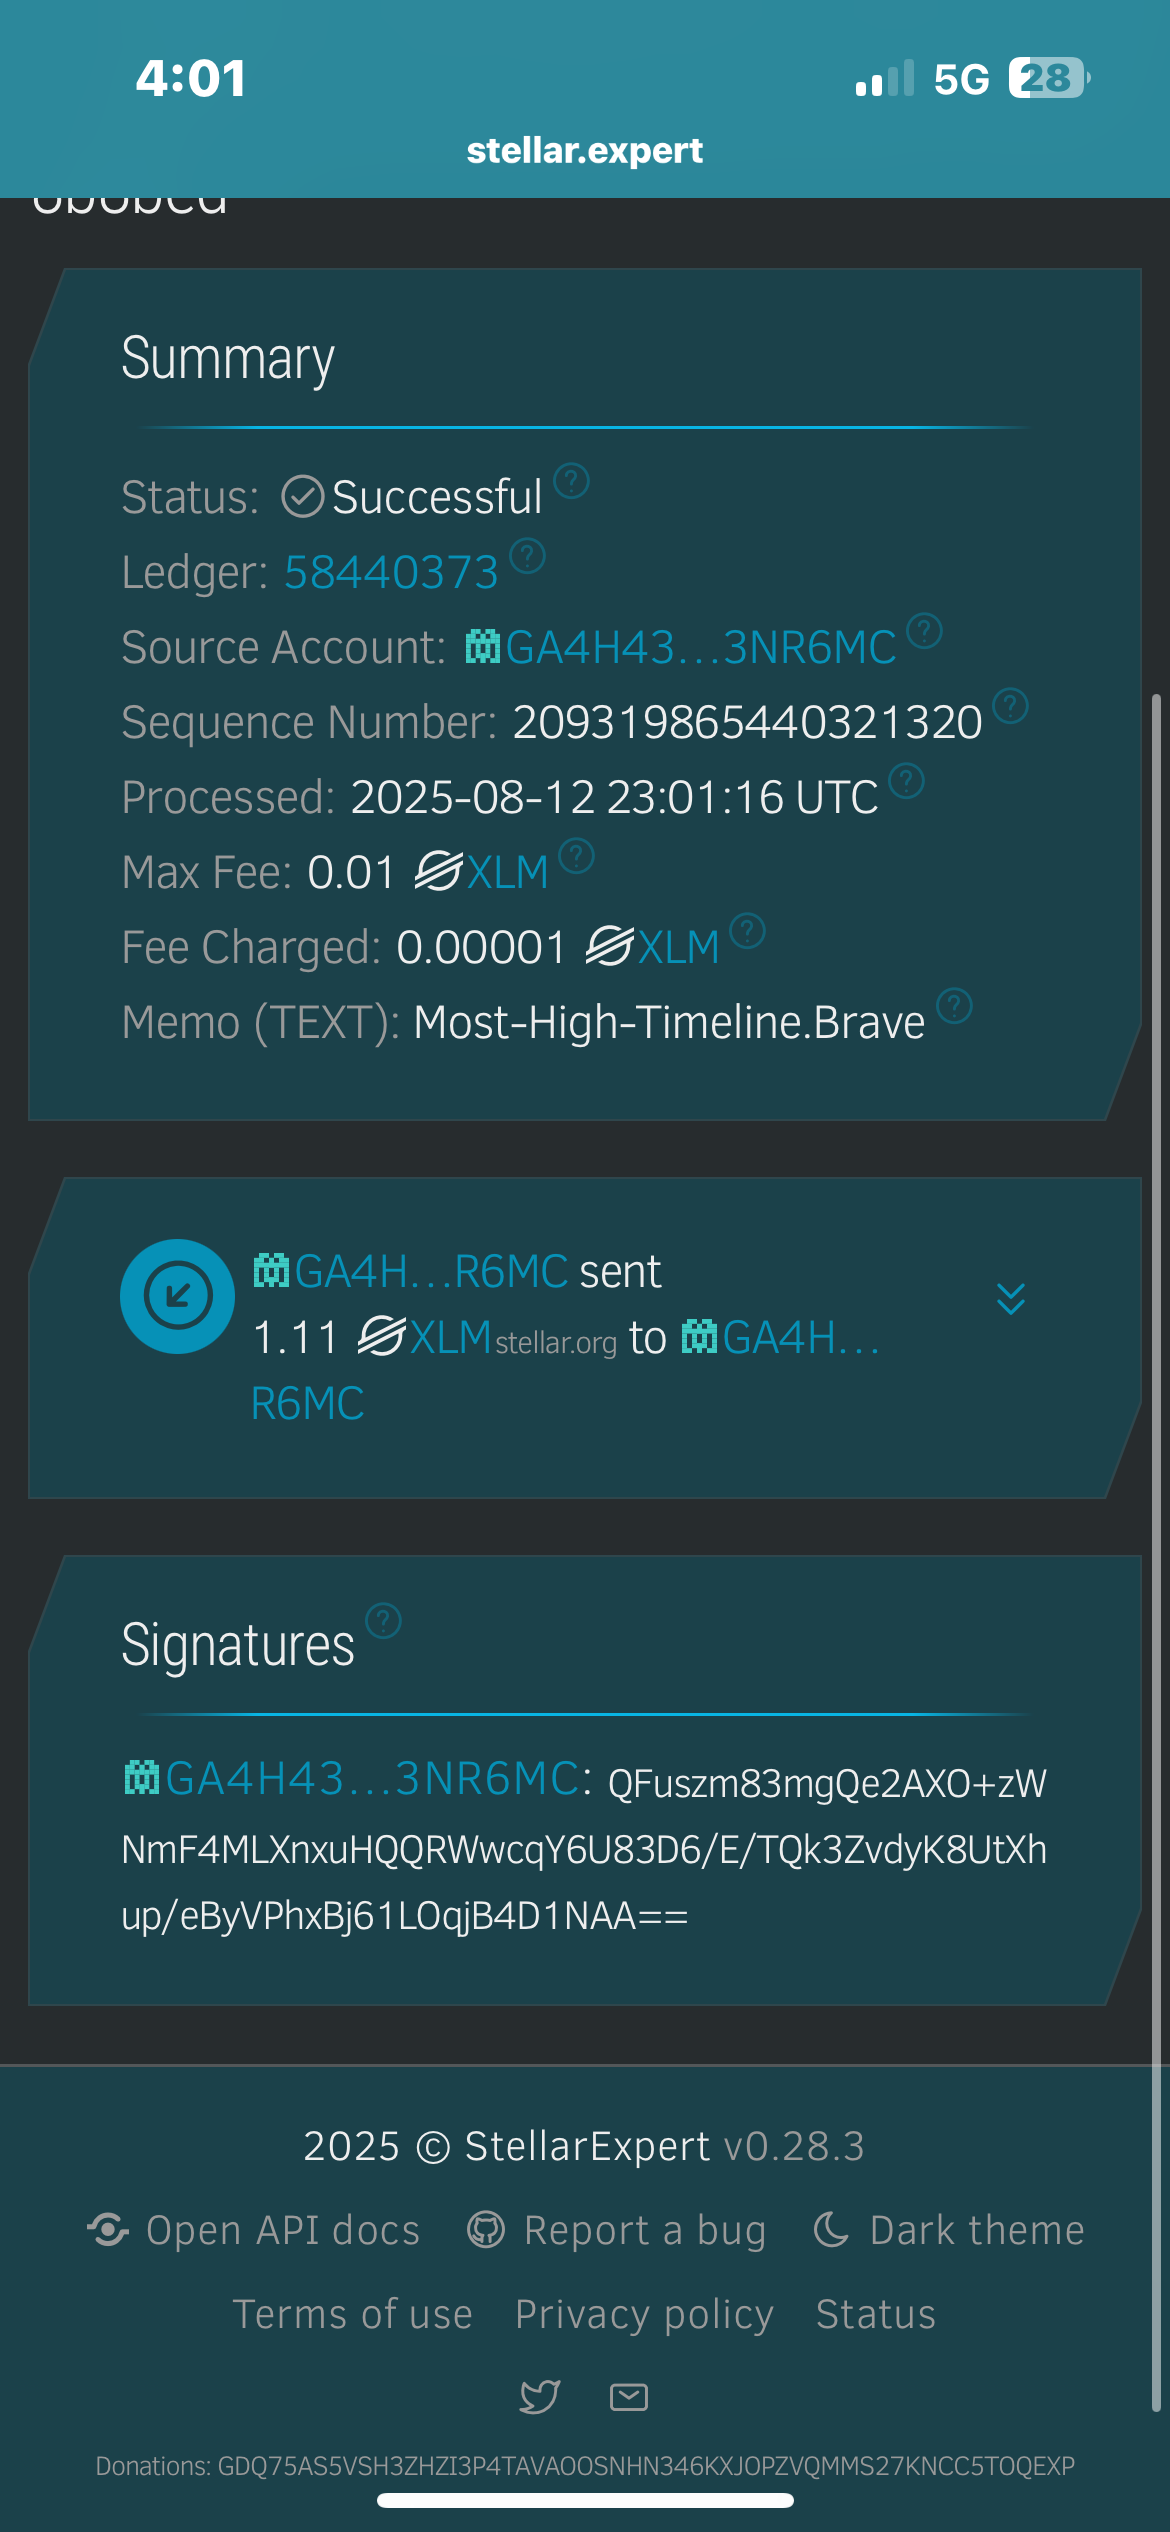 4:01 5G 28
stellar.expert
Summary
Status: Successful
Ledger: 58440373
Source Account: GA4H43...3NR6MC
Sequence Number: 209319865440321320
Processed: 2025-08-12 23:01:16 UTC
Max Fee: 0.01 XLM
Fee Charged: 0.00001 XLM
Memo (TEXT): Most-High-Timeline.Brave
GA4H...R6MC sent
1.11 XLM stellar.org to GA4H...
R6MC
Signatures
GA4H43...3NR6MC: QFuszm83mgQe2AXO+zW
NmF4MLXnxuHQQRWwcqY6U83D6/E/TQk3ZvdyK8UtXh
up/eByVPhxBj61LOqjB4D1NAA==
2025 © StellarExpert v0.28.3
Open API docs Report a bug Dark theme
Terms of use Privacy policy Status
Donations: GDQ75AS5VSH3ZHZI3P4TAVAOOSNHN346KXJOPZVQMMS27KNCC5TOQEXP